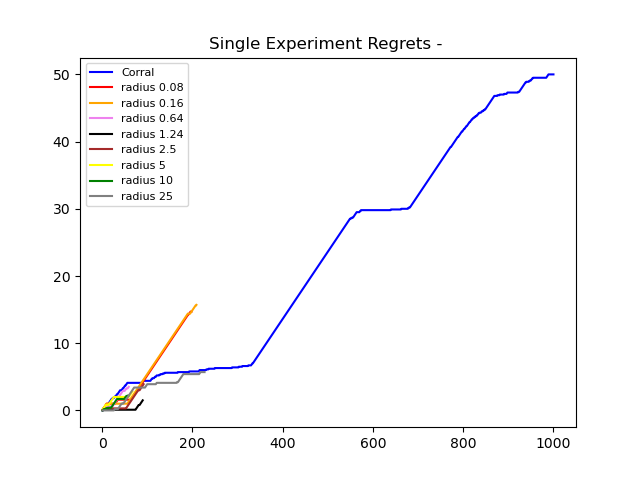 Single Experiment Regrets -
Corral
radius 0.08
radius 0.16
radius 0.64
radius 1.24
radius 2.5
radius 5
radius 10
radius 25
50
40
30
20
10
0
0 200 400 600 800 1000